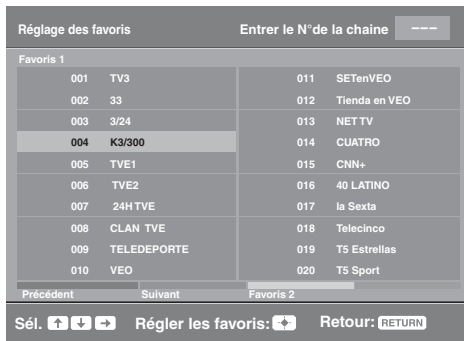 Réglage des favoris Entrer le N°de la chaine ---
Favoris 1
001 TV3 011 SETenVEO
002 33 012 Tienda en VEO
003 3/24 013 NET TV
004 K3/300 014 CUATRO
005 TVE1 015 CNN+
006 TVE2 016 40 LATINO
007 24H TVE 017 la Sexta
008 CLAN TVE 018 Telecinco
009 TELEDEPORTE 019 T5 Estrellas
010 VEO 020 T5 Sport
Précédent Suivant Favoris 2
Sél. Régler les favoris: Retour: RETURN